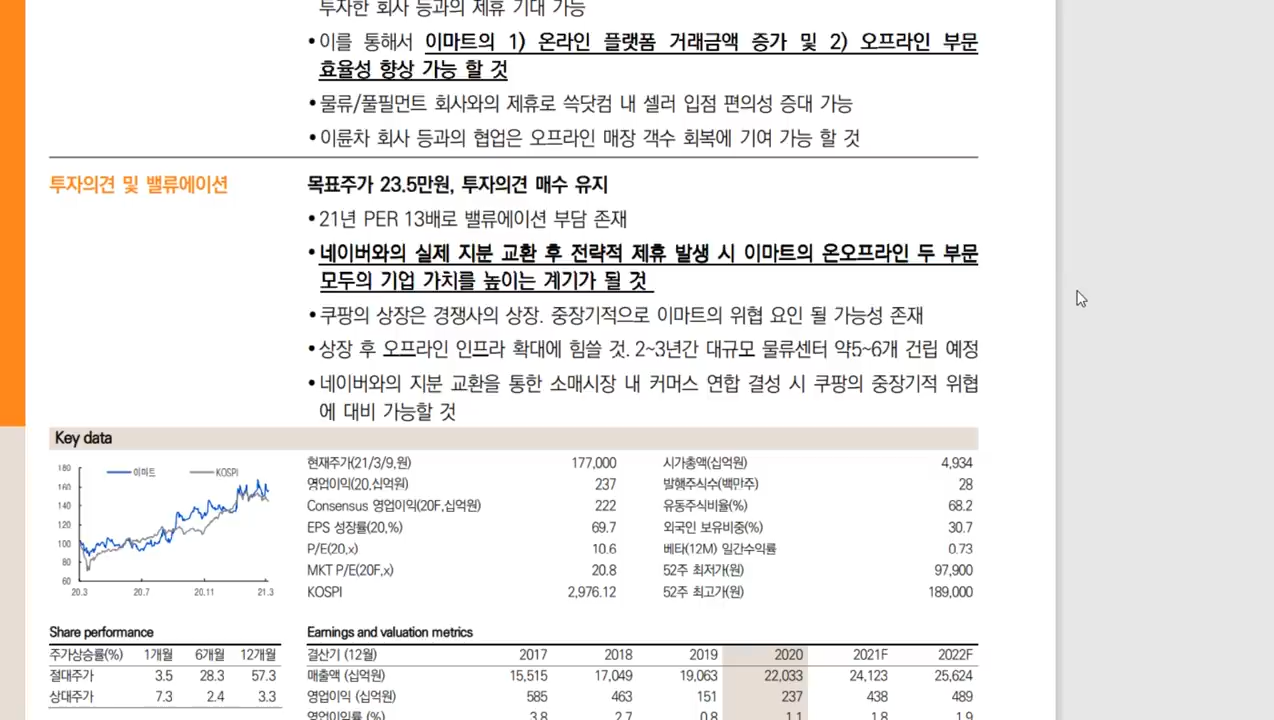 투자한 회사 등과의 제휴 기대 가능
•이를 통해서 이마트의 1) 온라인 플랫폼 거래금액 증가 및 2) 오프라인 부문
효율성 향상 가능 할 것
•물류/풀필먼트 회사와의 제휴로 쓱닷컴 내 셀러 입점 편의성 증대 가능
•이륜차 회사 등과의 협업은 오프라인 매장 객수 회복에 기여 가능 할 것
투자의견 및 밸류에이션
목표주가 23.5만원, 투자의견 매수 유지
•21년 PER 13배로 밸류에이션 부담 존재
•네이버와의 실제 지분 교환 후 전략적 제휴 발생 시 이마트의 온오프라인 두 부문
모두의 기업 가치를 높이는 계기가 될 것
•쿠팡의 상장은 경쟁사의 상장. 중장기적으로 이마트의 위협 요인 될 가능성 존재
•상장 후 오프라인 인프라 확대에 힘쓸 것. 2~3년간 대규모 물류센터 약5~6개 건립 예정
•네이버와의 지분 교환을 통한 소매시장 내 커머스 연합 결성 시 쿠팡의 중장기적 위협
에 대비 가능할 것
Key data
180
160
140
120
100
80
60
이마트 KOSPI
20.3 20.7 20.11 21.3
현재주가(21/3/9,원) 177,000 시가총액(십억원) 4,934
영업이익(20,십억원) 237 발행주식수(백만주) 28
Consensus 영업이익(20F,십억원) 222 유동주식비율(%) 68.2
EPS 성장률(20,%) 69.7 외국인 보유비중(%) 30.7
P/E(20,x) 10.6 베타(12M) 일간수익률 0.73
MKT P/E(20F,x) 20.8 52주 최저가(원) 97,900
KOSPI 2,976.12 52주 최고가(원) 189,000
Share performance
주가상승률(%) 1개월 6개월 12개월
절대주가 3.5 28.3 57.3
상대주가 7.3 2.4 3.3
Earnings and valuation metrics
결산기 (12월) 2017 2018 2019 2020 2021F 2022F
매출액 (십억원) 15,515 17,049 19,063 22,033 24,123 25,624
영업이익 (십억원) 585 463 151 237 438 489
영업이익률 (%) 3.8 2.7 0.8 1.1 1.8 1.9